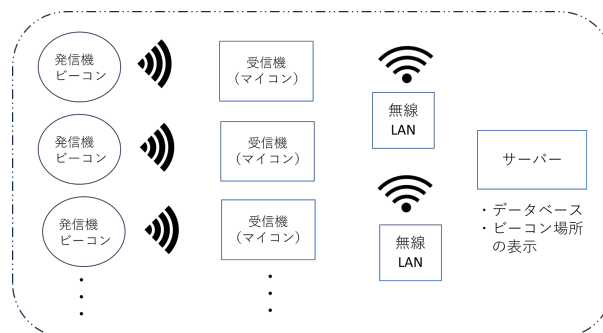 発信機
ビーコン
受信機
(マイコン)
無線
LAN
発信機
ビーコン
受信機
(マイコン)
サーバー
・データベース
・ビーコン場所
の表示
発信機
ビーコン
受信機
(マイコン)
無線
LAN